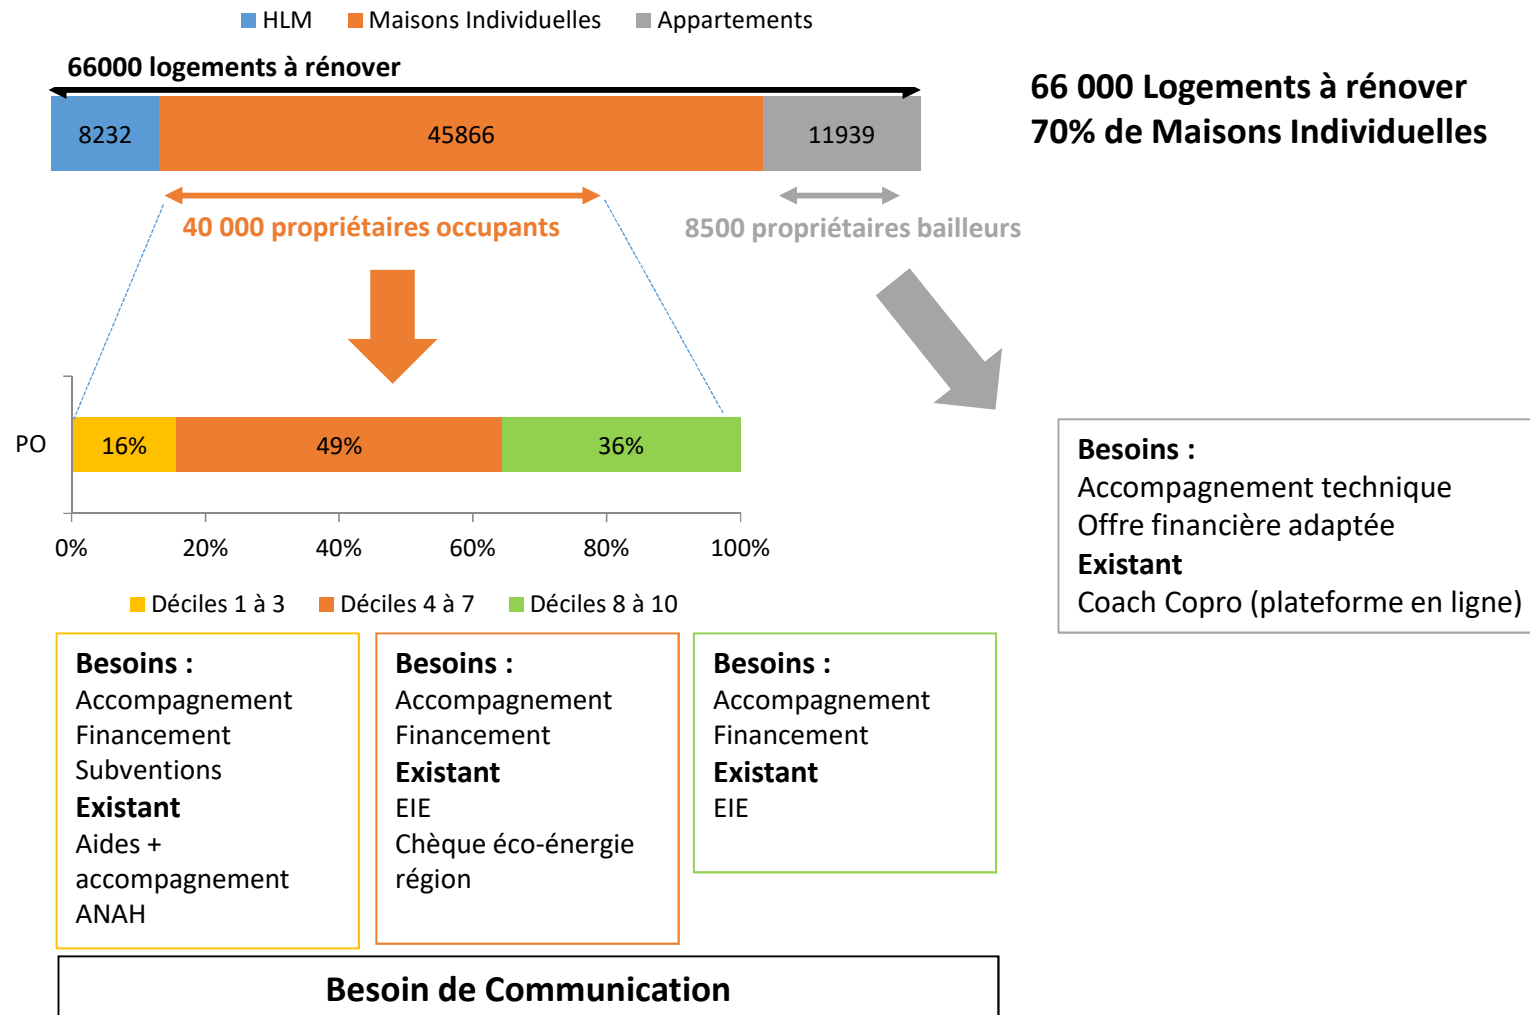 HLM Maisons Individuelles Appartements
66000 logements à rénover
8232 45866 11939
66 000 Logements à rénover
70% de Maisons Individuelles
40 000 propriétaires occupants
8500 propriétaires bailleurs
PO
16% 49% 36%
0% 20% 40% 60% 80% 100%
Déciles 1 à 3 Déciles 4 à 7 Déciles 8 à 10
Besoins :
Accompagnement technique
Offre financière adaptée
Existant
Coach Copro (plateforme en ligne)
Besoins :
Accompagnement
Financement
Subventions
Existant
Aides +
accompagnement
ANAH
Besoins :
Accompagnement
Financement
Existant
EIE
Chèque éco-énergie
région
Besoins :
Accompagnement
Financement
Existant
EIE
Besoin de Communication